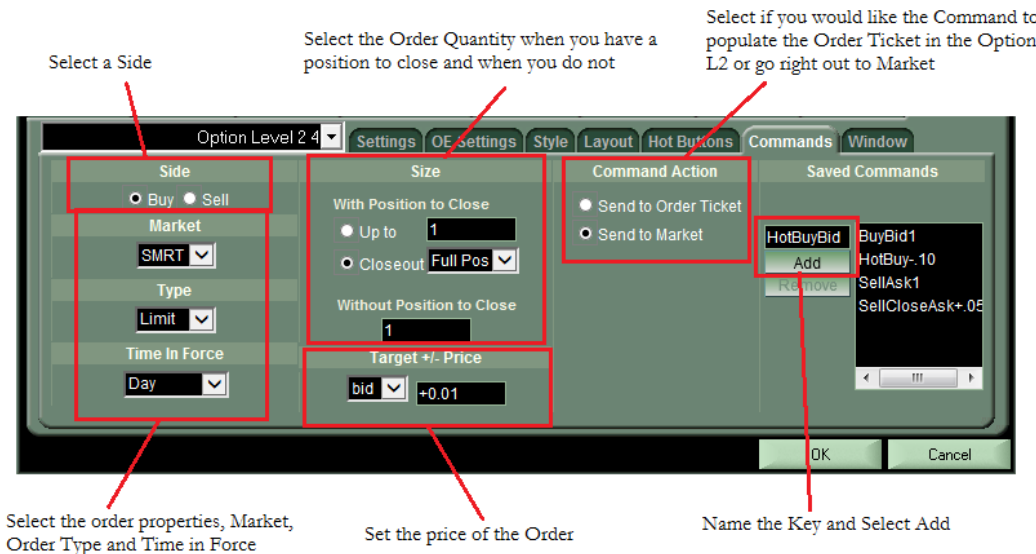 Select a Side
Select the Order Quantity when you have a
position to close and when you do not
Select if you would like the Command to
populate the Order Ticket in the Option
L2 or go right out to Market
Option Level 2 4
Settings
OE Settings
Style
Layout
Hot Buttons
Commands
Window
Side
Buy
Sell
Market
SMRT
Type
Limit
Time In Force
Day
Size
With Position to Close
Up to
1
Closeout
Full Pos
Without Position to Close
1
Target +/- Price
bid
+0.01
Command Action
Send to Order Ticket
Send to Market
Saved Commands
HotBuyBid
Add
Remove
BuyBid1
HotBuy-.10
SellAsk1
SellCloseAsk+.05
OK
Cancel
Select the order properties, Market,
Order Type and Time in Force
Set the price of the Order
Name the Key and Select Add